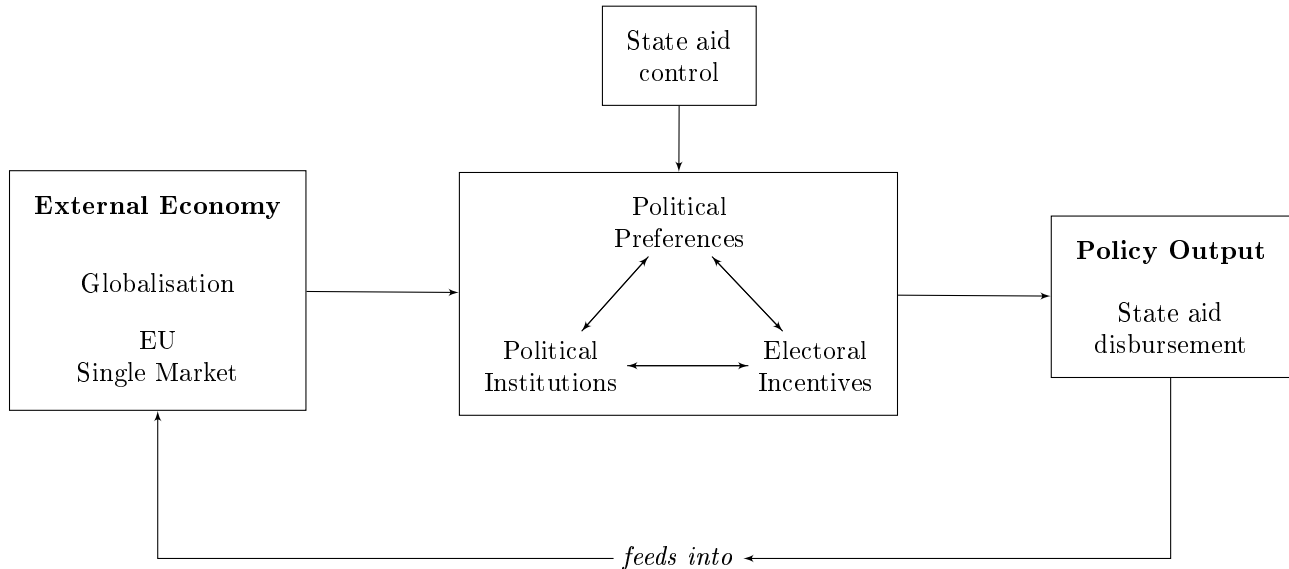 State aid
control
External Economy
Globalisation
EU
Single Market
Political
Preferences
Political
Institutions
Electoral
Incentives
Policy Output
State aid
disbursement
feeds into